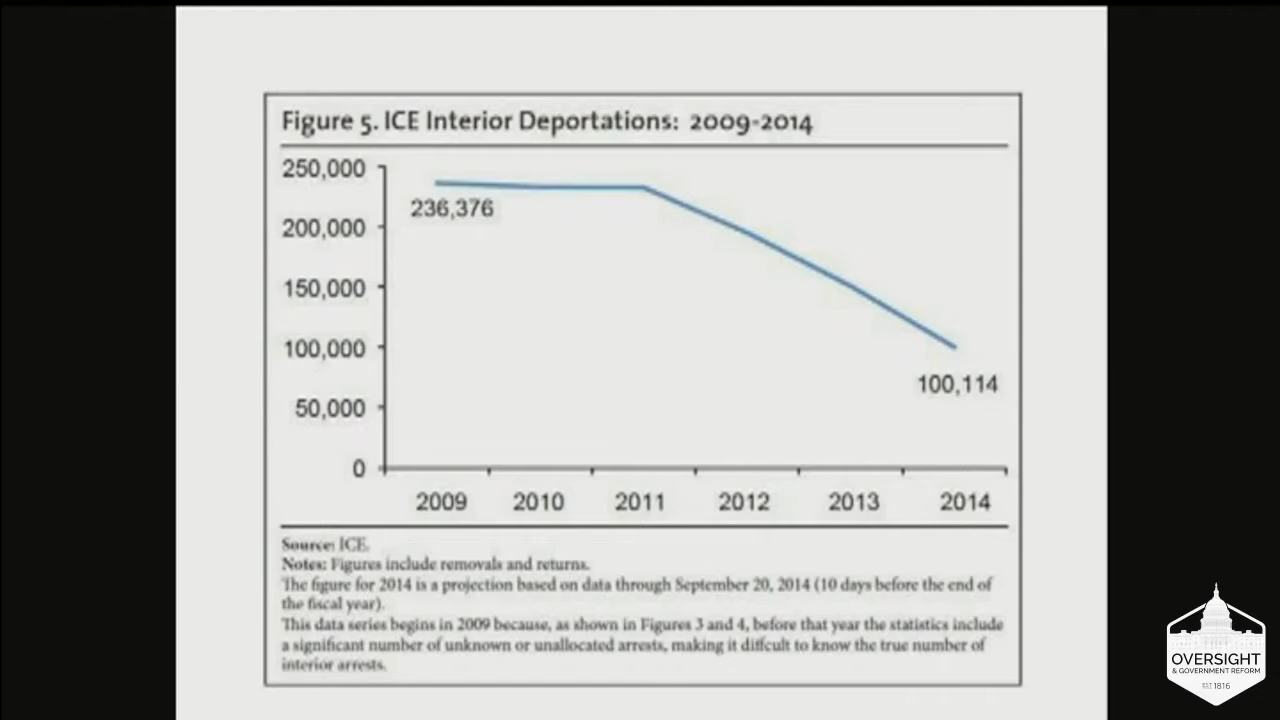 Figure 5. ICE Interior Deportations: 2009-2014
250,000
236,376
200,000
150,000
100,000
100,114
50,000
0
2009 2010 2011 2012 2013 2014
Source: ICE.
Notes: Figures include removals and returns.
The figure for 2014 is a projection based on data through September 20, 2014 (10 days before the end of
the fiscal year).
This data series begins in 2009 because, as shown in Figures 3 and 4, before that year the statistics include
a significant number of unknown or unallocated arrests, making it diffcult to know the true number of
interior arrests.
OVERSIGHT
& GOVERNMENT REFORM
EST 1816